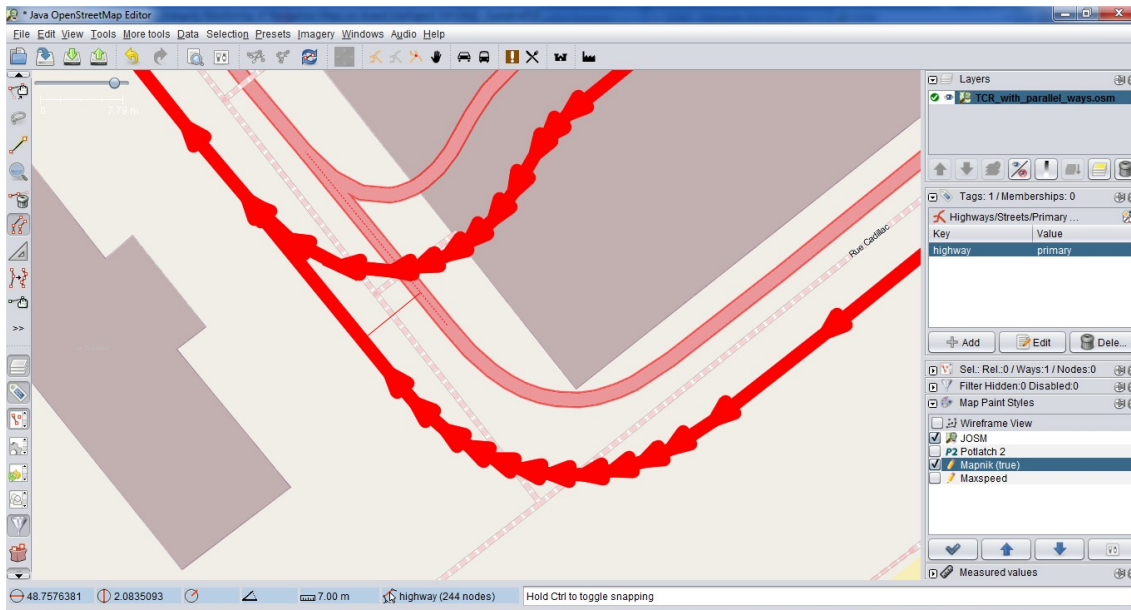 * Java OpenStreetMap Editor
File Edit View Tools More tools Data Selection Presets Imagery Windows Audio Help
0 7.79 m
Rue Cadillac
>>
Layers
TCR_with_parallel_ways.osm
Tags: 1 / Memberships: 0
Highways/Streets/Primary ...
Key Value
highway primary
Add Edit Dele...
Sel.: Rel.:0 / Ways:1 / Nodes:0
Filter Hidden:0 Disabled:0
Map Paint Styles
Wireframe View
JOSM
P2 Potlatch 2
Mapnik (true)
Maxspeed
Measured values
48.7576381 2.0835093 7.00 m highway (244 nodes) Hold Ctrl to toggle snapping